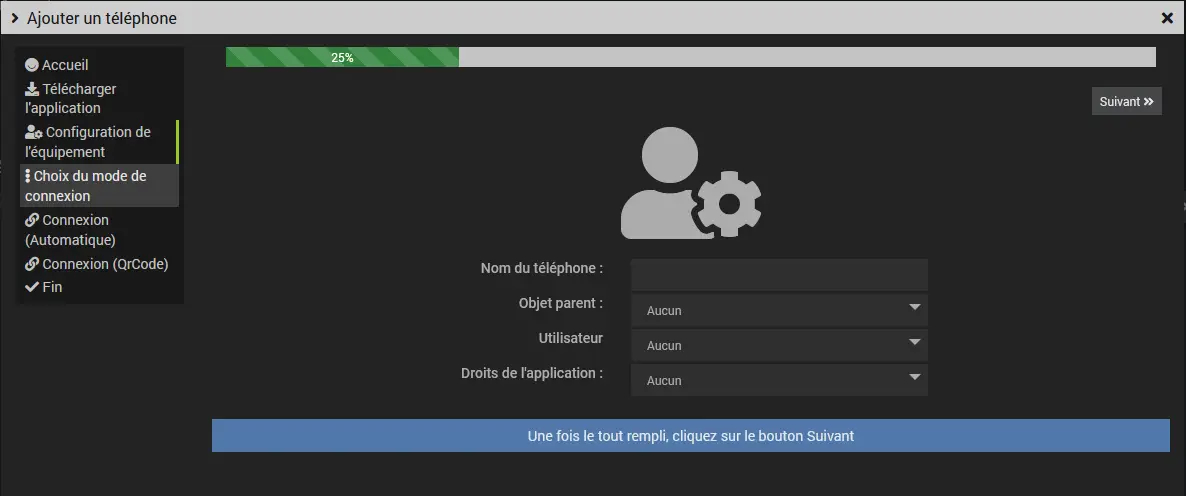 Ajouter un téléphone
Accueil
Télécharger
l'application
Configuration de
l'équipement
Choix du mode de
connexion
Connexion
(Automatique)
Connexion (QrCode)
Fin
25%
Suivant
Nom du téléphone :
Objet parent :
Aucun
Utilisateur
Aucun
Droits de l'application :
Aucun
Une fois le tout rempli, cliquez sur le bouton Suivant